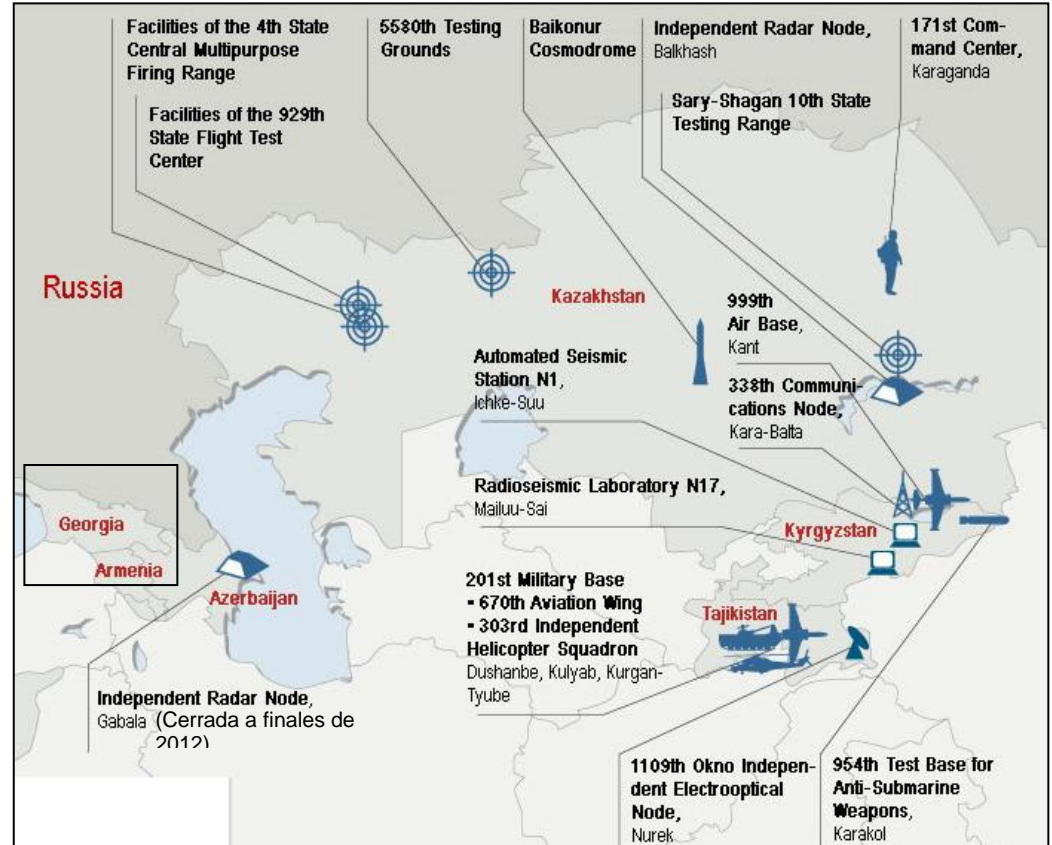 Facilities of the 4th State
Central Multipurpose
Firing Range
5580th Testing
Grounds
Baikonur
Cosmodrome
Independent Radar Node,
Balkhash
171st Com-
mand Center,
Karaganda
Facilities of the 929th
State Flight Test
Center
Sary-Shagan 10th State
Testing Range
Russia
Kazakhstan
999th
Air Base,
Kant
Automated Seismic
Station N1,
Ichke-Suu
338th Communi-
cations Node,
Kara-Balta
Radioseismic Laboratory N17,
Mailuu-Sai
Georgia
Kyrgyzstan
Armenia
Azerbaijan
201st Military Base
- 670th Aviation Wing
- 303rd Independent
Helicopter Squadron
Dushanbe, Kulyab, Kurgan-
Tyube
Tajikistan
Independent Radar Node,
Gabala (Cerrada a finales de
2012)
1109th Okno Indepen-
dent Electrooptical
Node,
Nurek
954th Test Base for
Anti-Submarine
Weapons,
Karakol